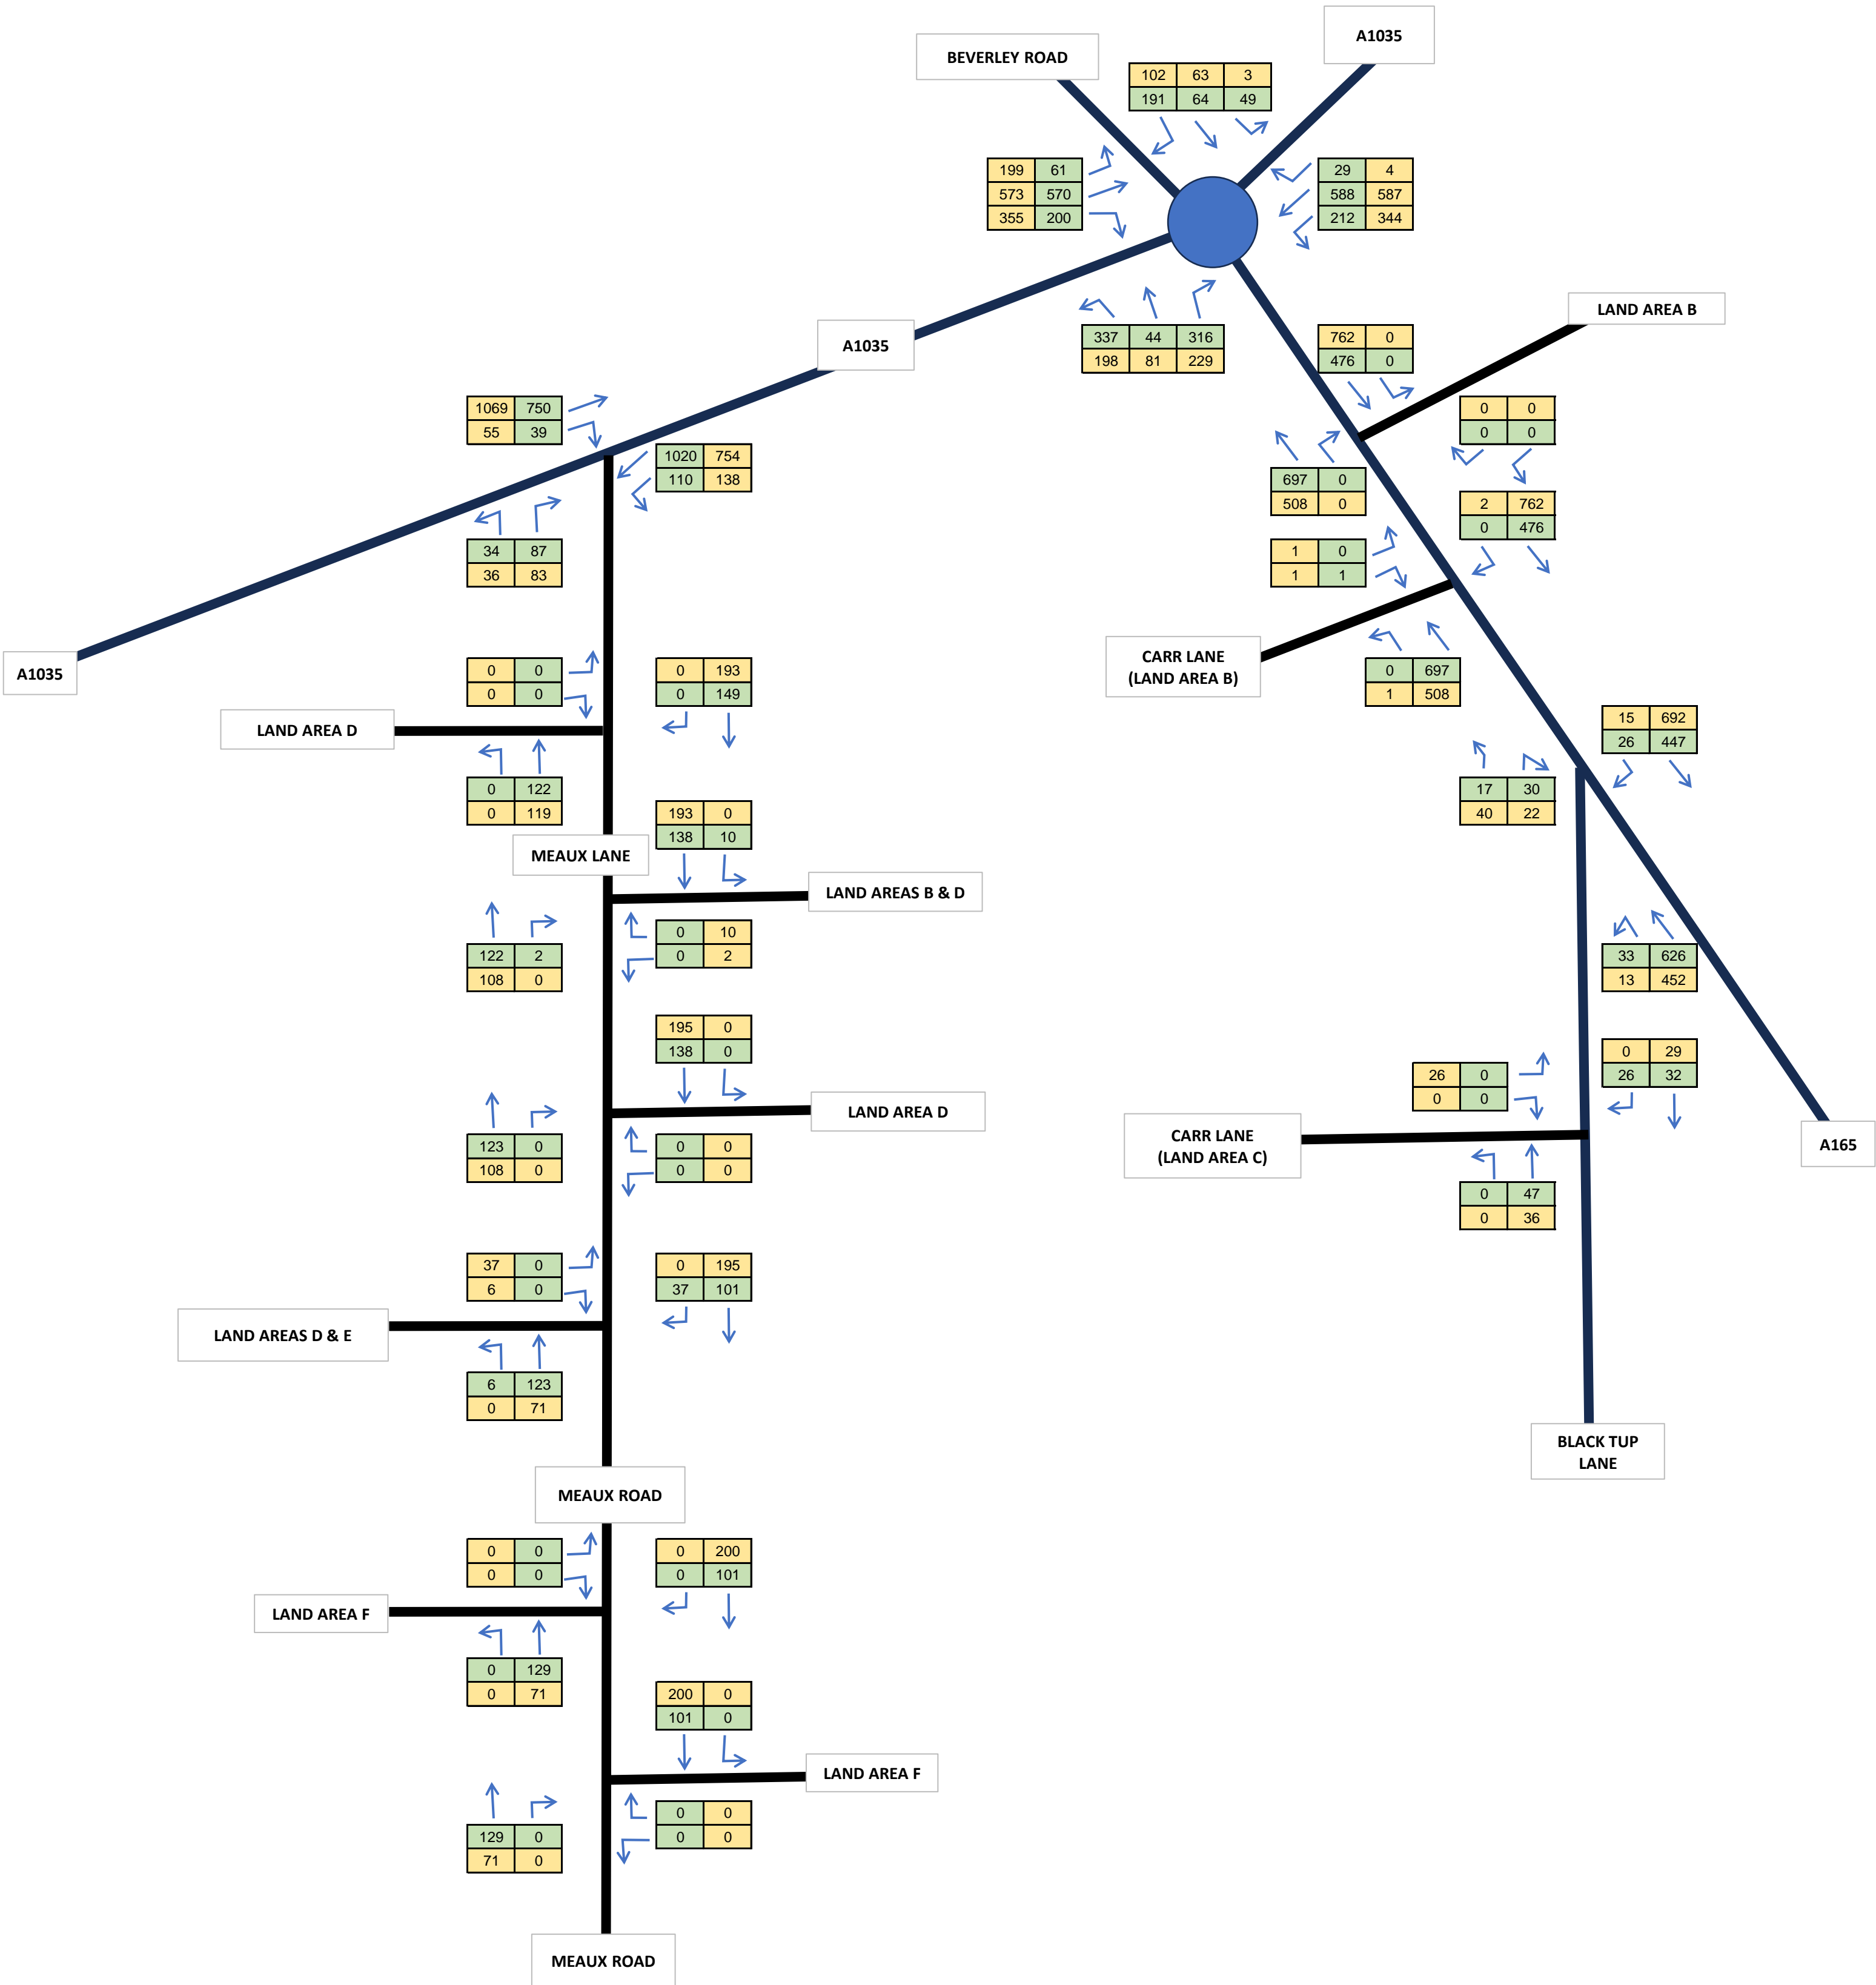 A1035
BEVERLEY ROAD
102 63 3
191 64 49
199 61
573 570
355 200
29 4
588 587
212 344
LAND AREA B
A1035
337 44 316
198 81 229
762 0
476 0
1069 750
55 39
0 0
0 0
1020 754
110 138
697 0
508 0
2 762
0 476
34 87
36 83
1 0
1 1
CARR LANE
(LAND AREA B)
0 697
1 508
A1035
0 0
0 0
0 193
0 149
LAND AREA D
15 692
26 447
0 122
0 119
17 30
40 22
193 0
138 10
MEAUX LANE
LAND AREAS B & D
122 2
108 0
0 10
0 2
33 626
13 452
195 0
138 0
0 29
26 32
26 0
0 0
LAND AREA D
CARR LANE
(LAND AREA C)
A165
123 0
108 0
0 0
0 0
0 47
0 36
37 0
6 0
0 195
37 101
LAND AREAS D & E
6 123
0 71
BLACK TUP
LANE
MEAUX ROAD
0 0
0 0
0 200
0 101
LAND AREA F
0 129
0 71
200 0
101 0
LAND AREA F
129 0
71 0
0 0
0 0
MEAUX ROAD